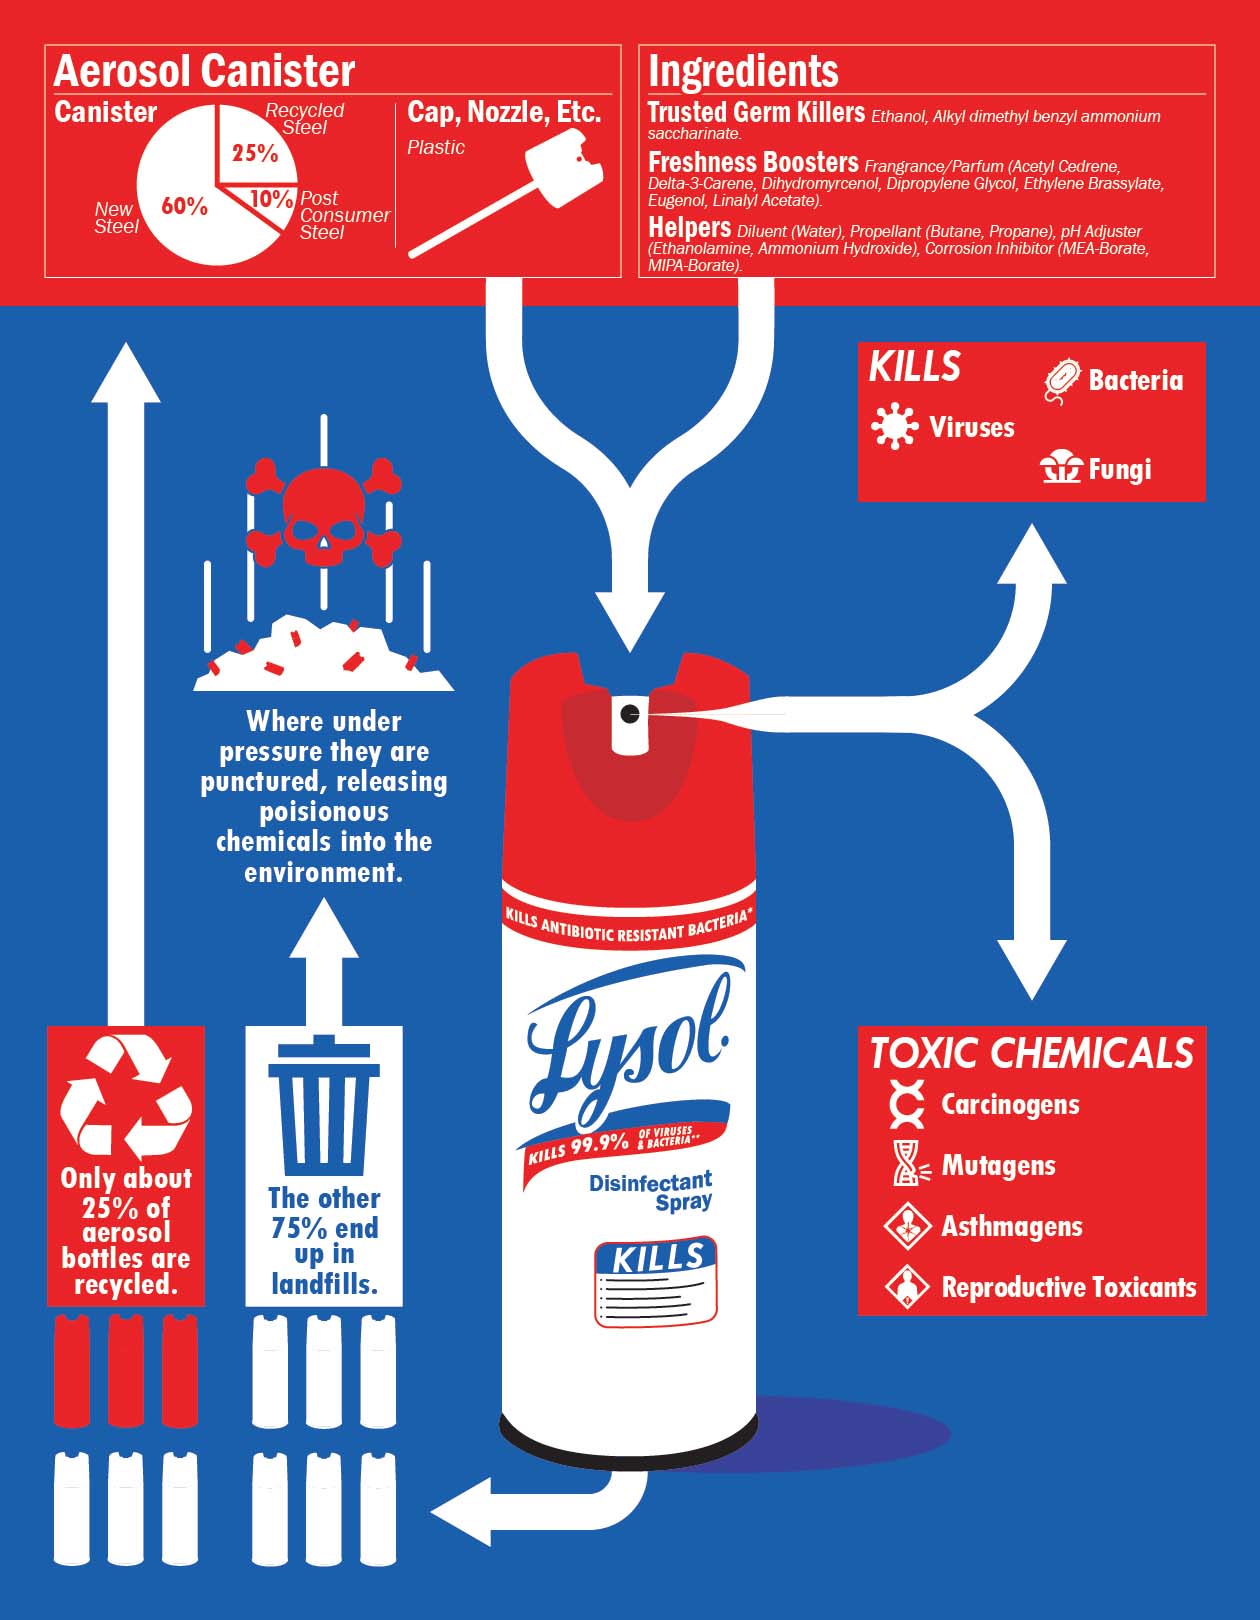 Aerosol Canister
Canister
Recycled
Steel
25%
10%
Post
Consumer
Steel
60%
New
Steel
Cap, Nozzle, Etc.
Plastic
Ingredients
Trusted Germ Killers Ethanol, Alkyl dimethyl benzyl ammonium
saccharinate.
Freshness Boosters Frangrance/Parfum (Acetyl Cedrene,
Delta-3-Carene, Dihydromyrcenol, Dipropylene Glycol, Ethylene Brassylate,
Eugenol, Linalyl Acetate).
Helpers Diluent (Water), Propellant (Butane, Propane), pH Adjuster
(Ethanolamine, Ammonium Hydroxide), Corrosion Inhibitor (MEA-Borate,
MIPA-Borate).
KILLS
Bacteria
Viruses
Fungi
Where under
pressure they are
punctured, releasing
poisionous
chemicals into the
environment.
KILLS ANTIBIOTIC RESISTANT BACTERIA*
Lysol.
KILLS 99.9% OF VIRUSES
& BACTERIA**
Disinfectant
Spray
KILLS
TOXIC CHEMICALS
Carcinogens
Mutagens
Asthmagens
Reproductive Toxicants
Only about
25% of
aerosol
bottles are
recycled.
The other
75% end
up in
landfills.